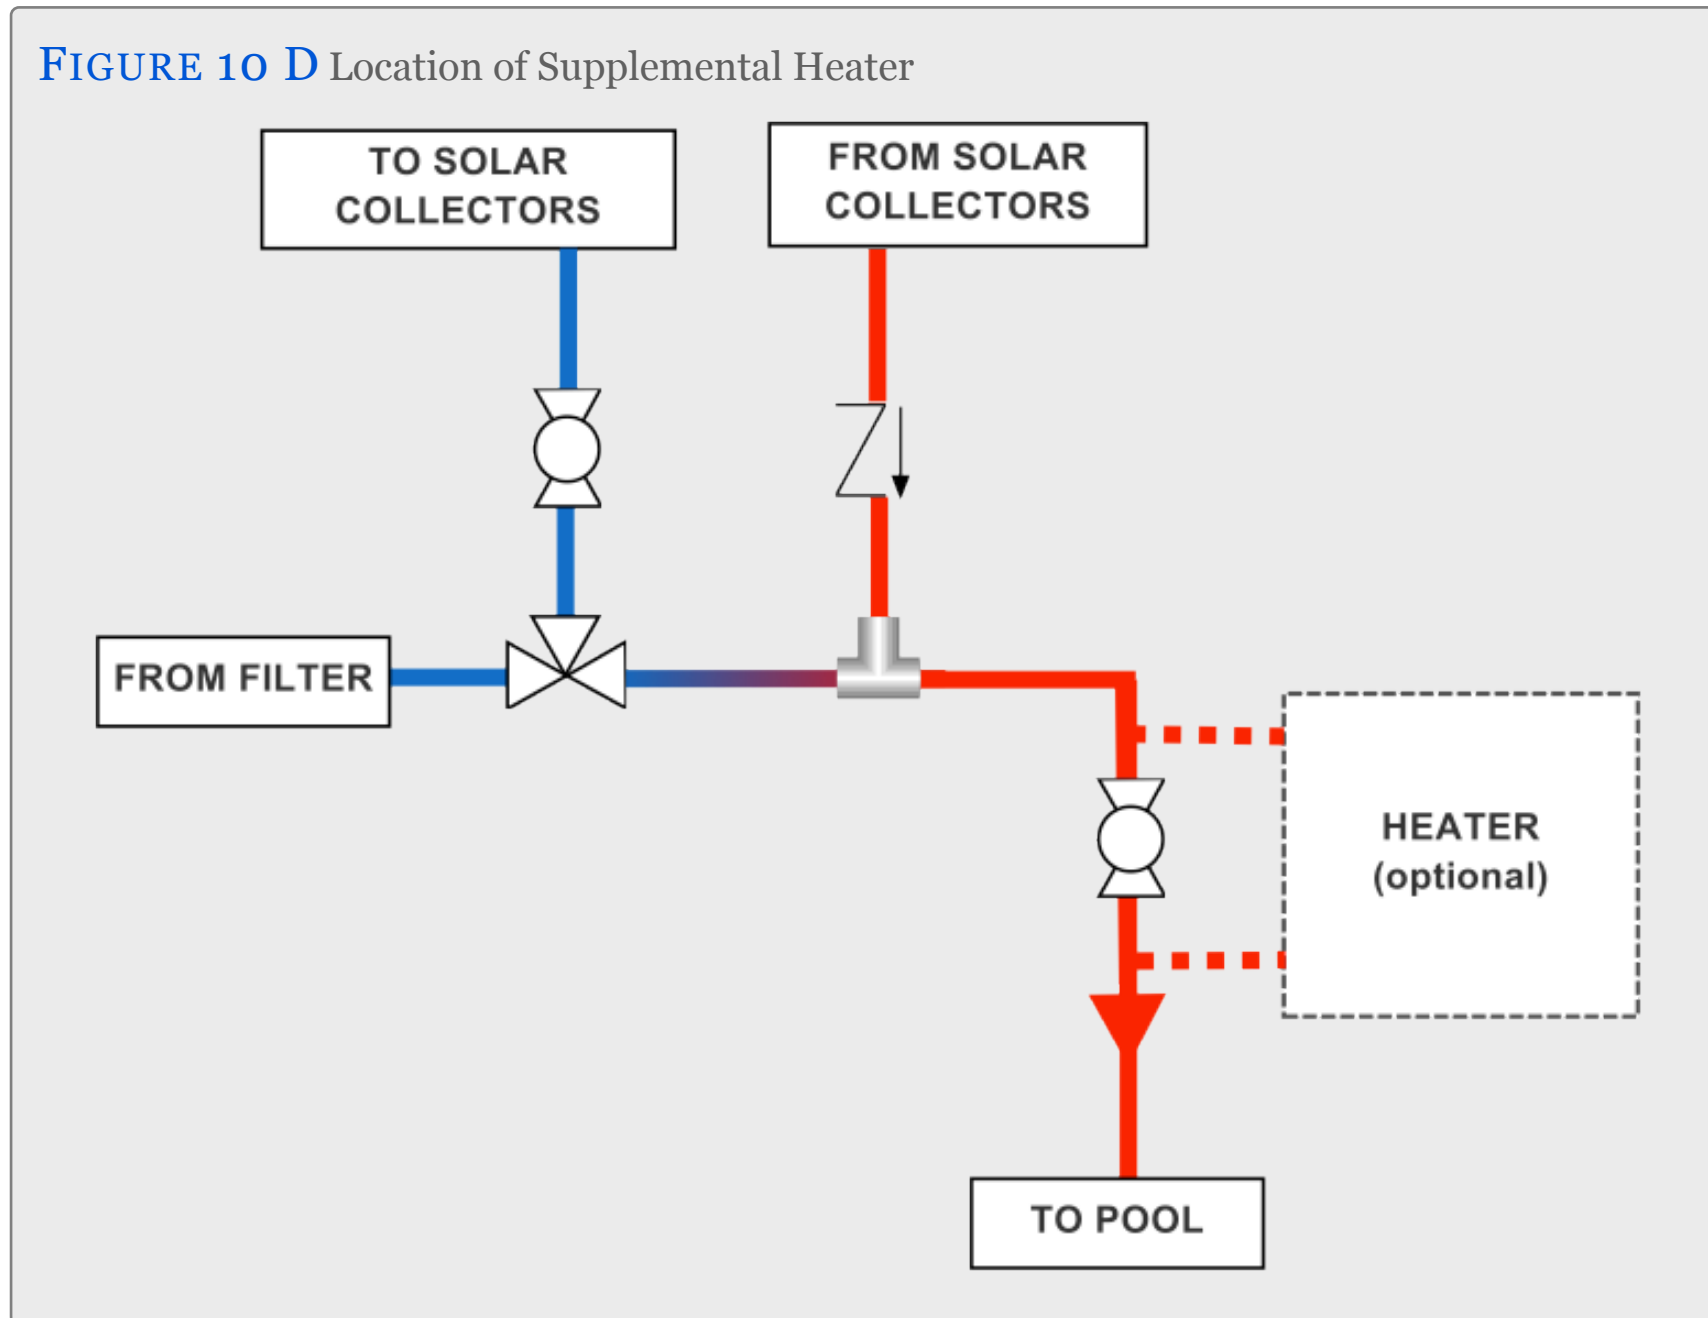 FIGURE 10 D Location of Supplemental Heater
TO SOLAR
COLLECTORS
FROM SOLAR
COLLECTORS
FROM FILTER
HEATER
(optional)
TO POOL